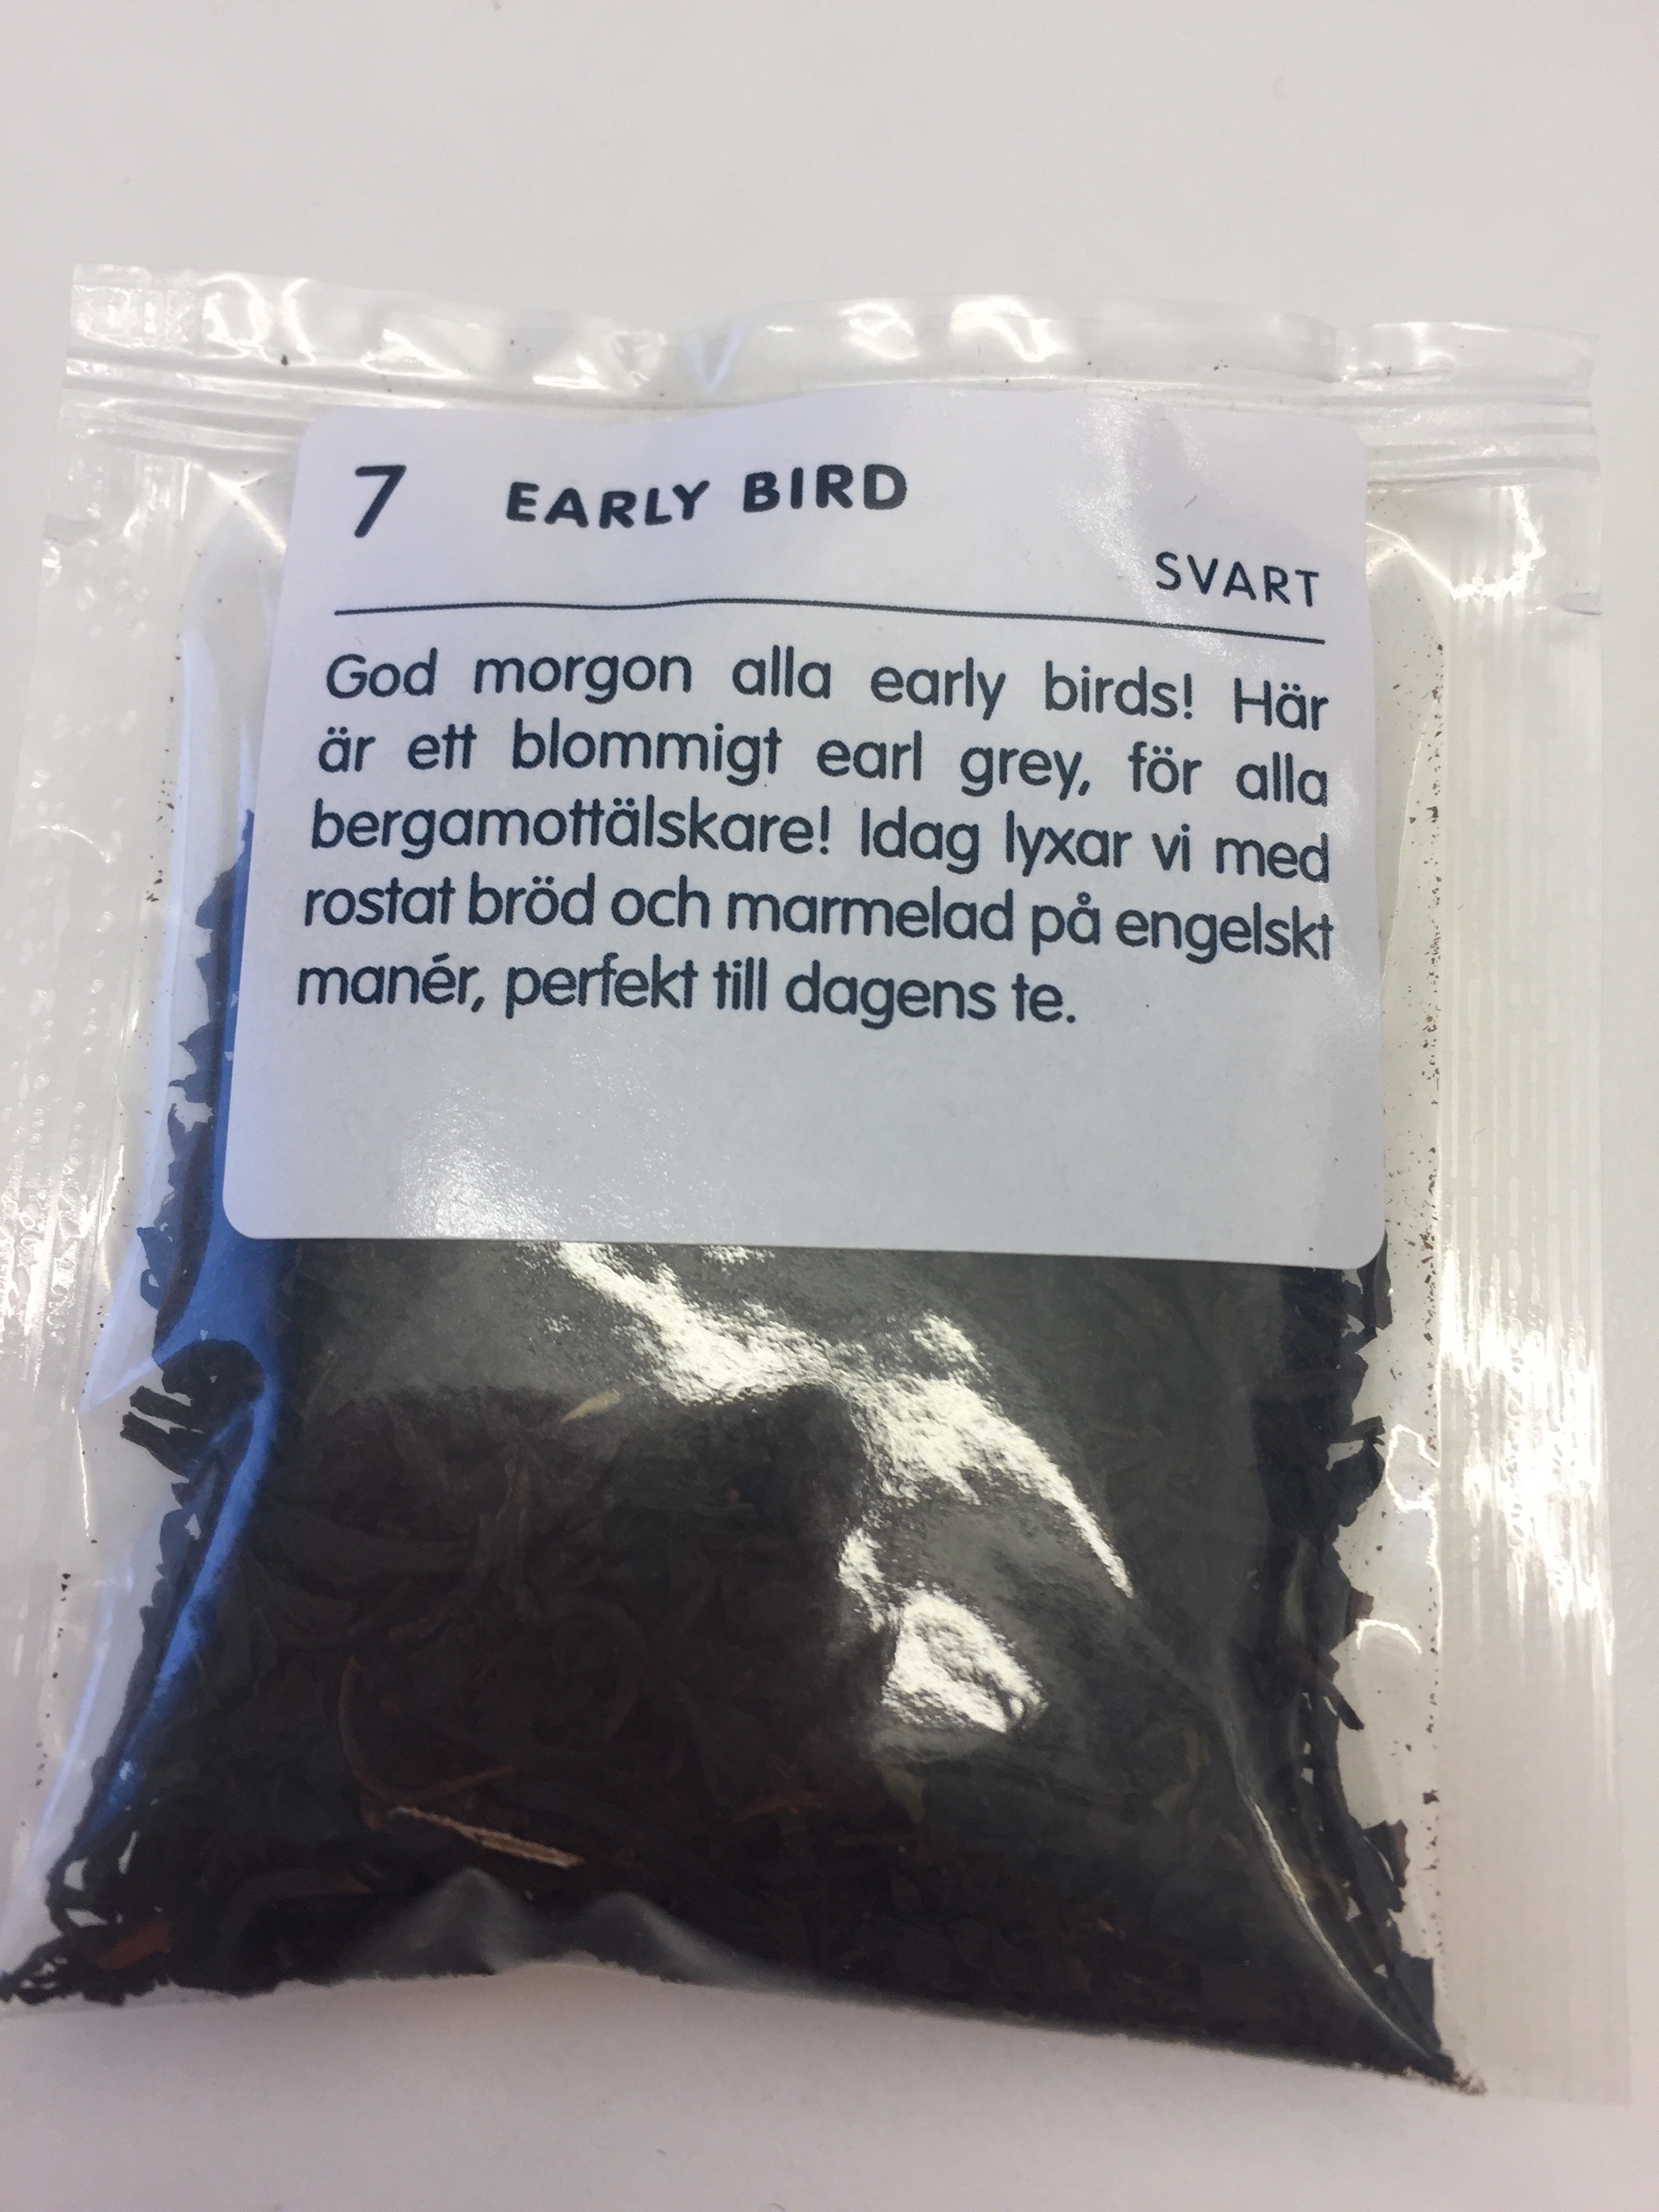 7 EARLY BIRD
SVART
God morgon alla early birds! Här
är ett blommigt earl grey, för alla
bergamottälskare! Idag lyxar vi med
rostat bröd och marmelad på engelskt
manér, perfekt till dagens te.